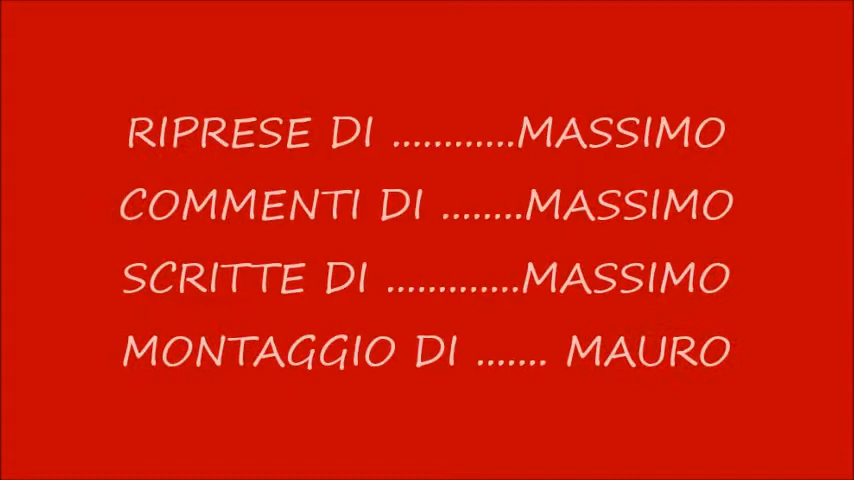 RIPRESE DI ............MASSIMO
COMMENTI DI ........MASSIMO
SCRITTE DI .............MASSIMO
MONTAGGIO DI ....... MAURO